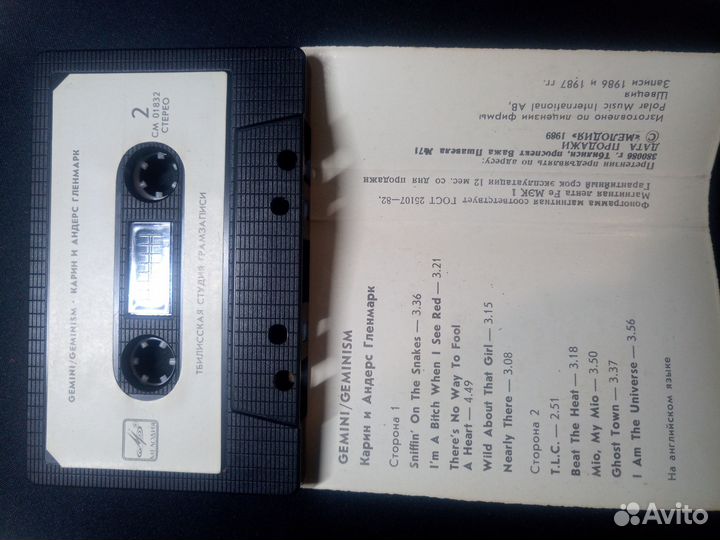 GEMINI/GEMINISM · КАРИН И АНДЕРС ГЛЕНМАРК
2
СМ 01832
СТЕРЕО
ТБИЛИССКАЯ СТУДИЯ ГРАМЗАПИСИ
МЕЛОДИЯ
GEMINI/GEMINISM
Карин и Андерс Гленмарк
Сторона 1
Sniffin' On The Snakes — 3.36
I'm A Bitch When I See Red — 3.21
There's No Way To Fool
A Heart — 4.49
Wild About That Girl — 3.15
Nearly There — 3.08
Сторона 2
T.L.C. — 2.51
Beat The Heat — 3.18
Mio, My Mio — 3.50
Ghost Town — 3.37
I Am The Universe — 3.56
На английском языке
Фонограмма магнитная соответствует ГОСТ 25107—82.
Магнитная лента Fe МЭК I
Гарантийный срок эксплуатации 12 мес. со дня продажи
Претензии предъявлять по адресу:
380086 г. Тбилиси, проспект Важа Пшавела №71
ДАТА ПРОДАЖИ
© «МЕЛОДИЯ» 1989
Изготовлено по лицензии фирмы
Polar Music International AB,
Швеция
Записи 1986 и 1987 гг.
Avito